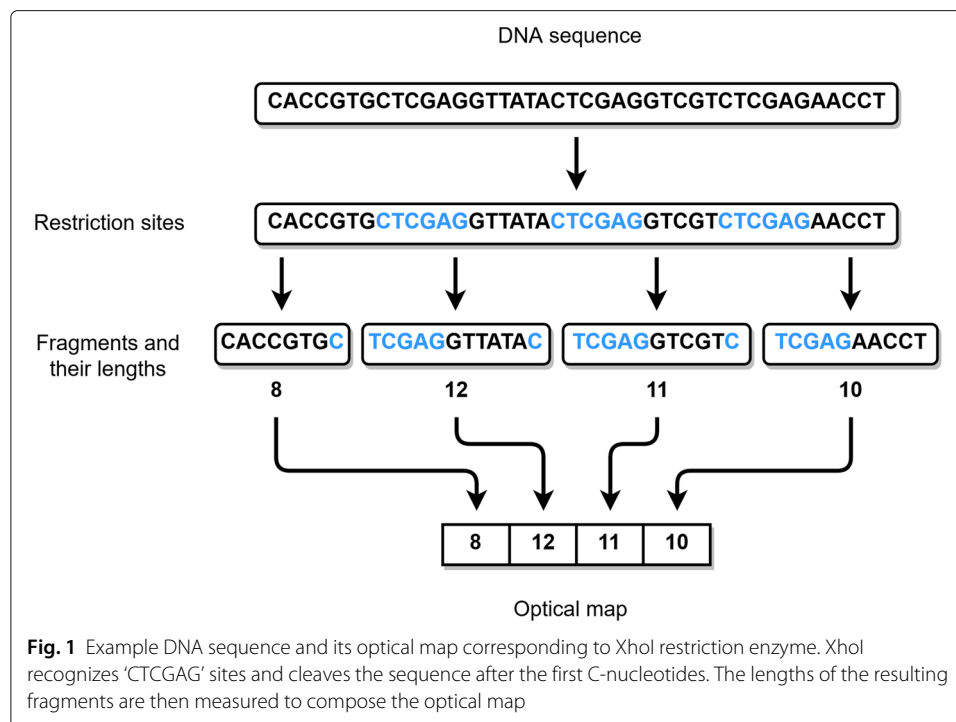 DNA sequence
CACCGTGCTCGAGGTTATACTCGAGGTCGTCTCGAGAACCT
Restriction sites
CACCGTGCTCGAGGTTATACTCGAGGTCGTCTCGAGAACCT
Fragments and
their lengths
CACCGTGC
TCGAGGTTATAC
TCGAGGTCGTC
TCGAGAACCT
8
12
11
10
8
12
11
10
Optical map
Fig. 1 Example DNA sequence and its optical map corresponding to XhoI restriction enzyme. XhoI
recognizes ‘CTCGAG’ sites and cleaves the sequence after the first C-nucleotides. The lengths of the resulting
fragments are then measured to compose the optical map